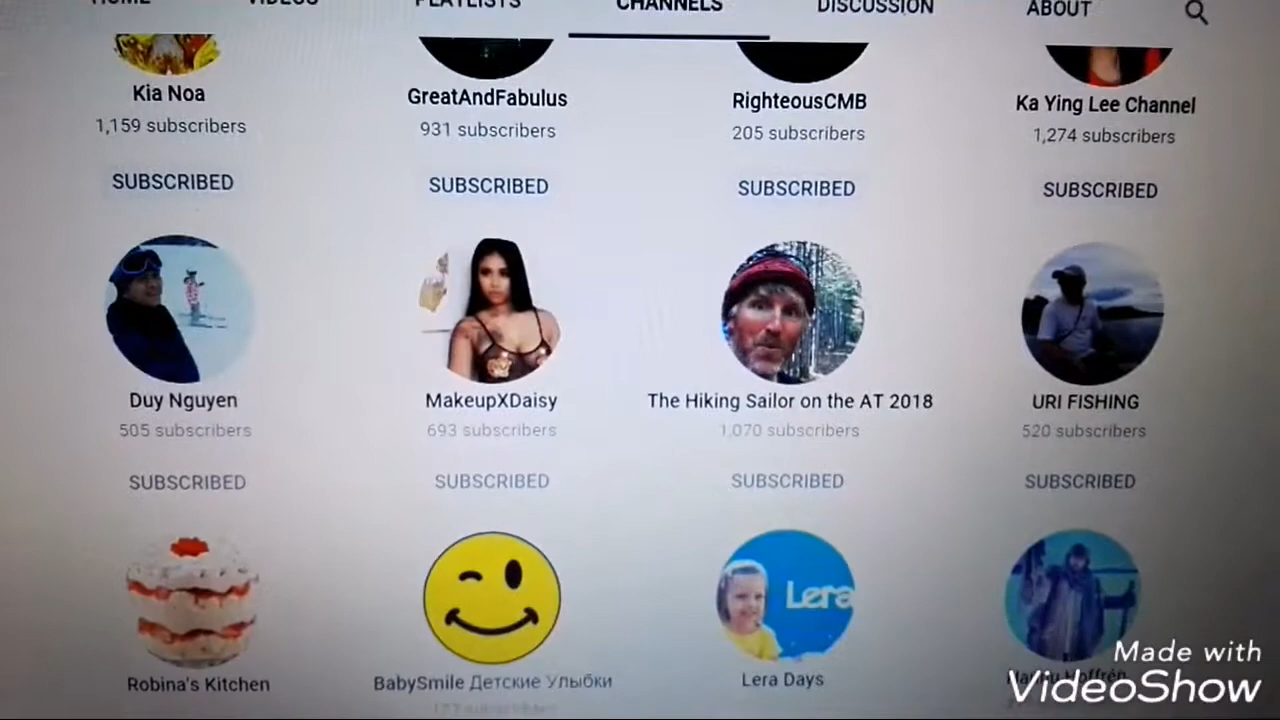 HOME VIDEOS PLAYLISTS CHANNELS DISCUSSION ABOUT
Kia Noa GreatAndFabulus RighteousCMB Ka Ying Lee Channel
1,159 subscribers 931 subscribers 205 subscribers 1,274 subscribers
SUBSCRIBED SUBSCRIBED SUBSCRIBED SUBSCRIBED
Duy Nguyen MakeupXDaisy The Hiking Sailor on the AT 2018 URI FISHING
505 subscribers 693 subscribers 1,070 subscribers 520 subscribers
SUBSCRIBED SUBSCRIBED SUBSCRIBED SUBSCRIBED
Lera
Robina's Kitchen BabySmile Детские Улыбки Lera Days
Made with
VideoShow